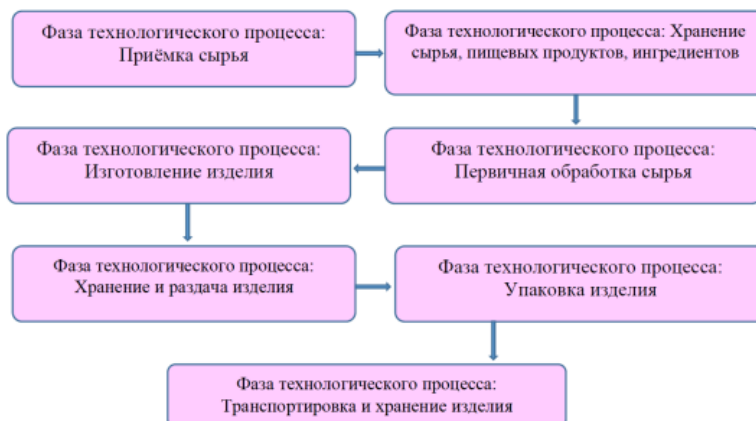 Фаза технологического процесса:
Приёмка сырья
Фаза технологического процесса: Хранение
сырья, пищевых продуктов, ингредиентов
Фаза технологического процесса:
Первичная обработка сырья
Фаза технологического процесса:
Изготовление изделия
Фаза технологического процесса:
Хранение и раздача изделия
Фаза технологического процесса:
Упаковка изделия
Фаза технологического процесса:
Транспортировка и хранение изделия